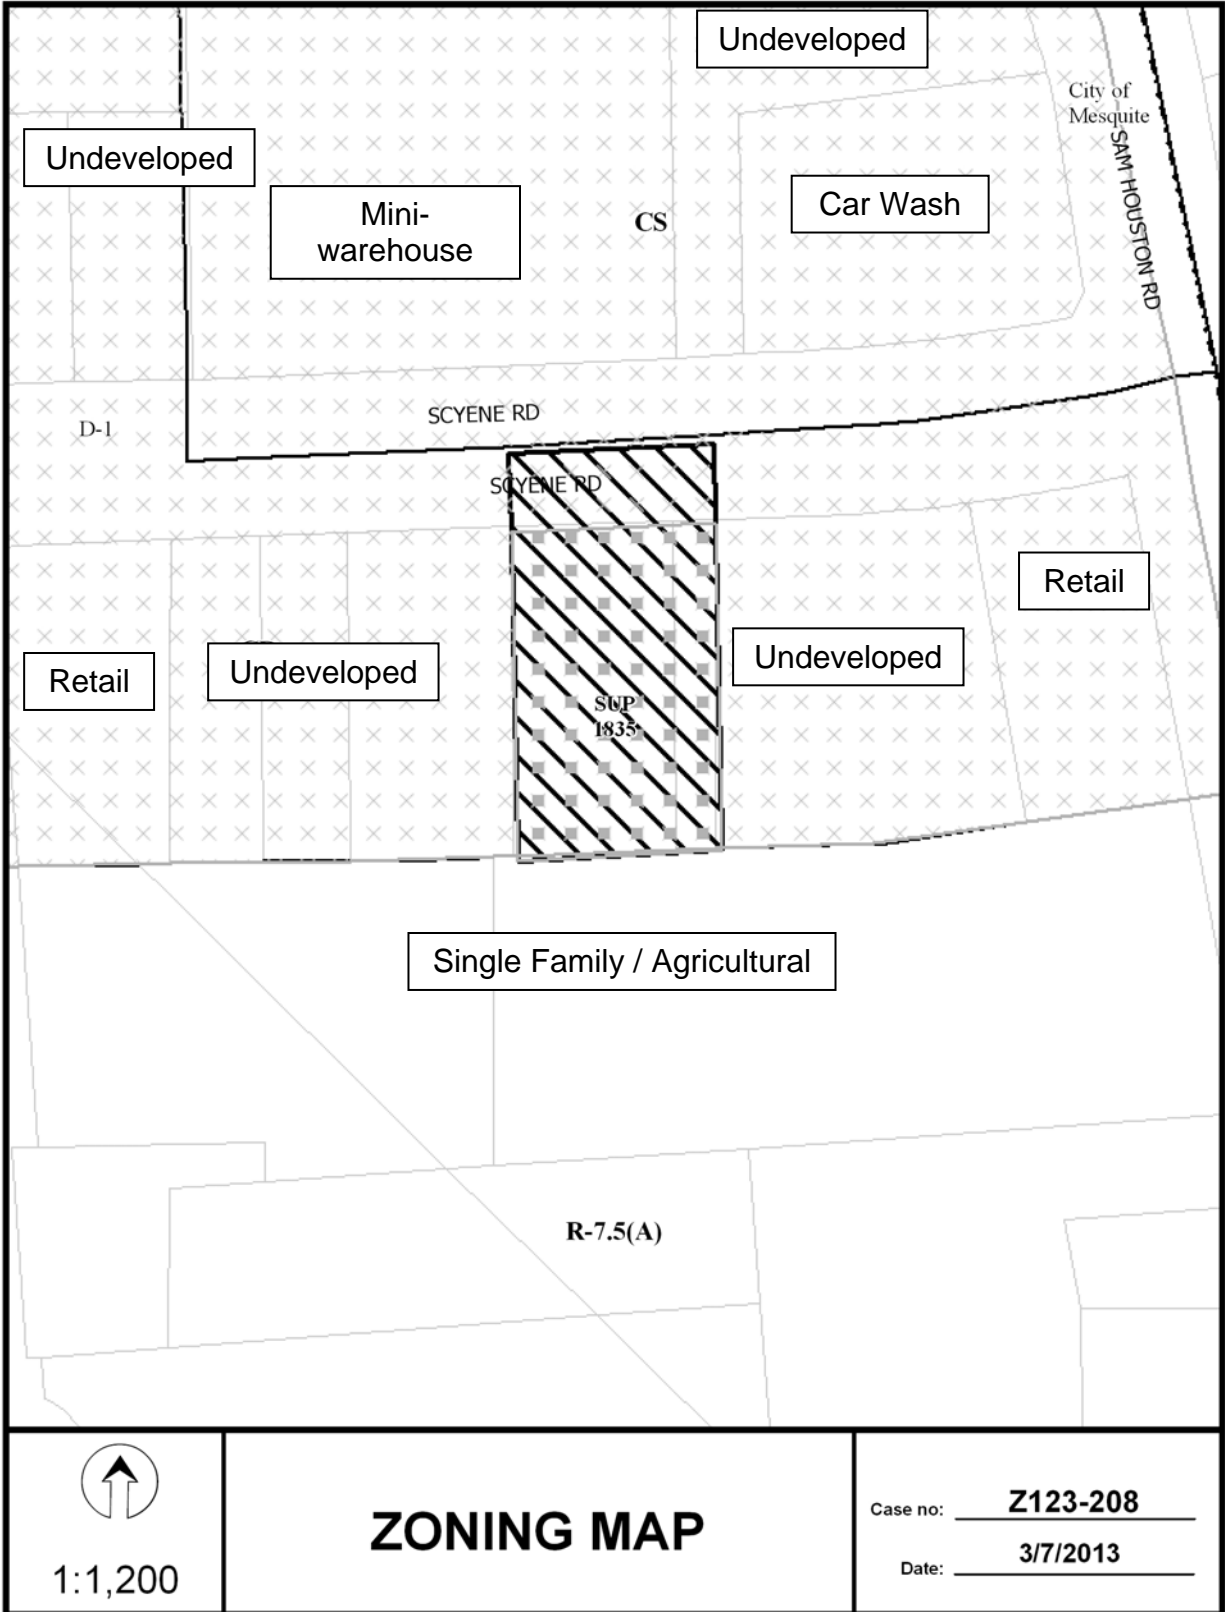 Undeveloped
City of
Mesquite
Undeveloped
Mini-
warehouse
CS
Car Wash
SAM HOUSTON RD
D-1
SCYENE RD
SCYENE RD
Retail
Retail
Undeveloped
Undeveloped
SUP
1835
Single Family / Agricultural
R-7.5(A)
1:1,200
ZONING MAP
Case no: Z123-208
Date: 3/7/2013